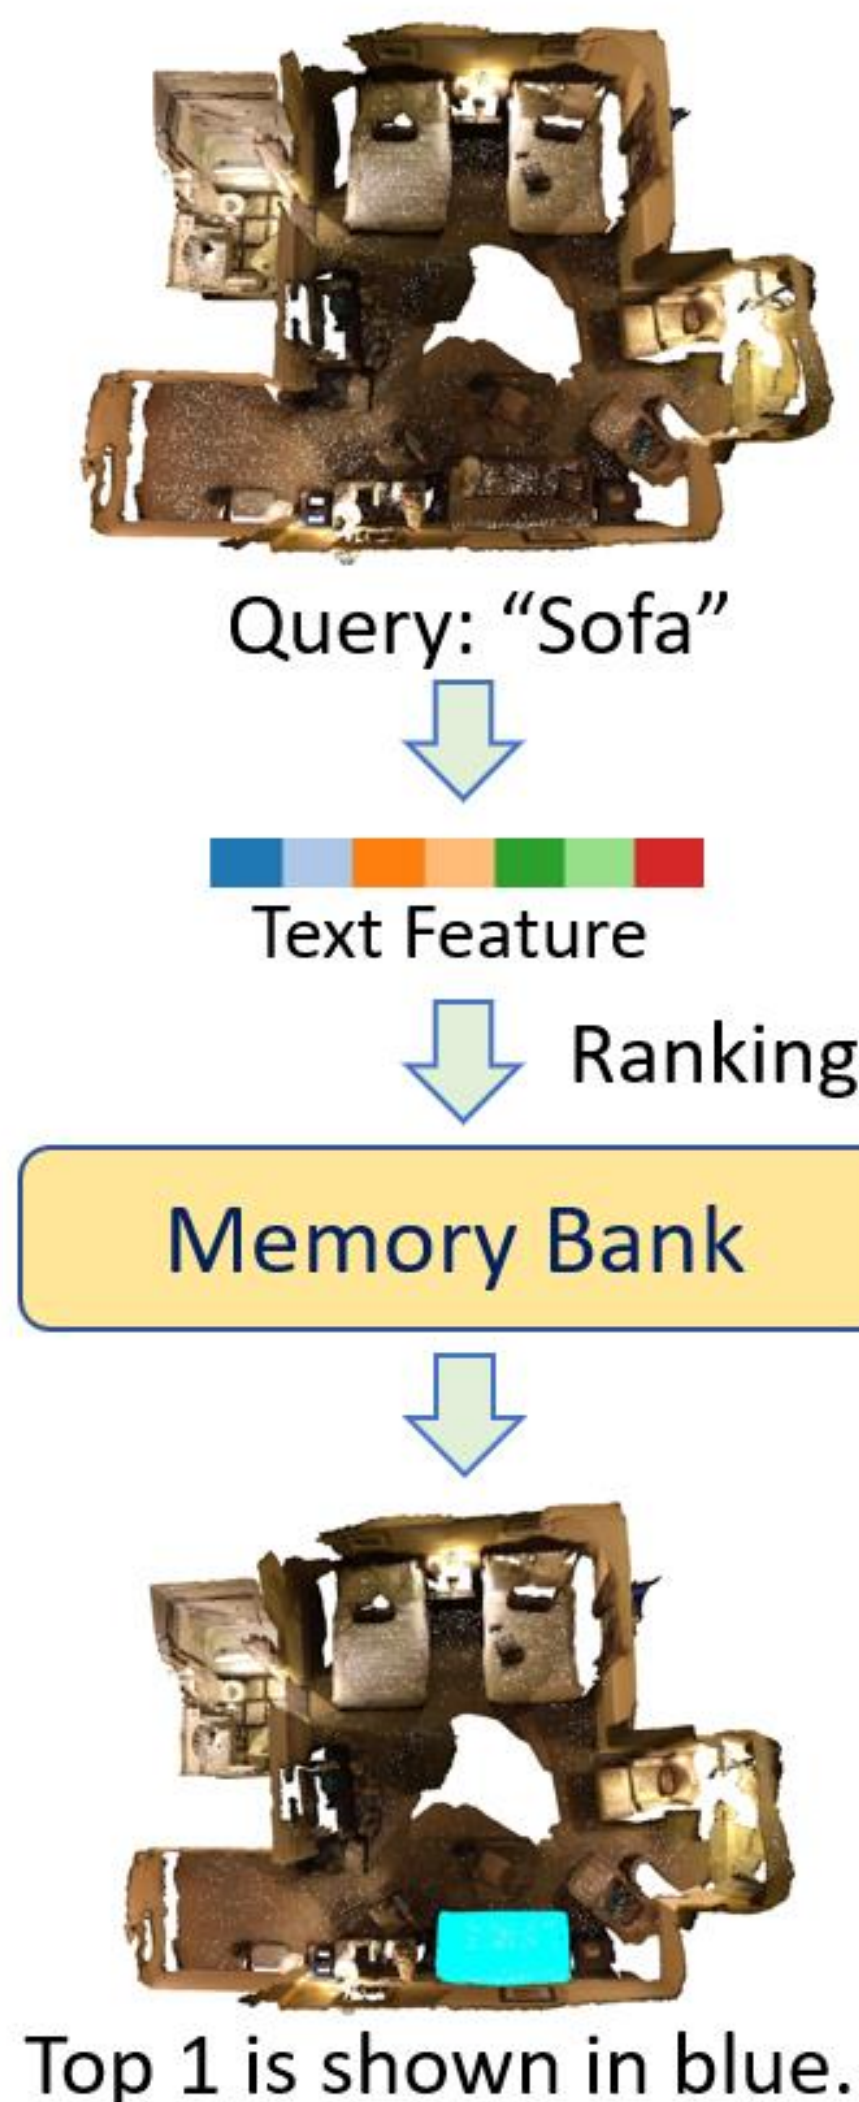 Query: “Sofa”
Text Feature
Ranking
Memory Bank
Top 1 is shown in blue.